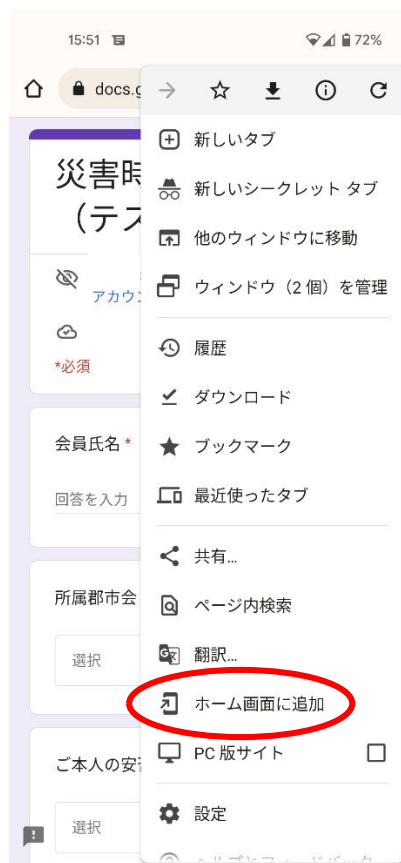 15:51
72%
docs.g
新しいタブ
災害時
新しいシークレット タブ
（テス
他のウィンドウに移動
ウィンドウ（2 個）を管理
アカウン
履歴
*必須
ダウンロード
会員氏名 *
ブックマーク
回答を入力
最近使ったタブ
共有...
所属郡市会
ページ内検索
翻訳...
選択
ホーム画面に追加
PC 版サイト
ご本人の安
設定
選択